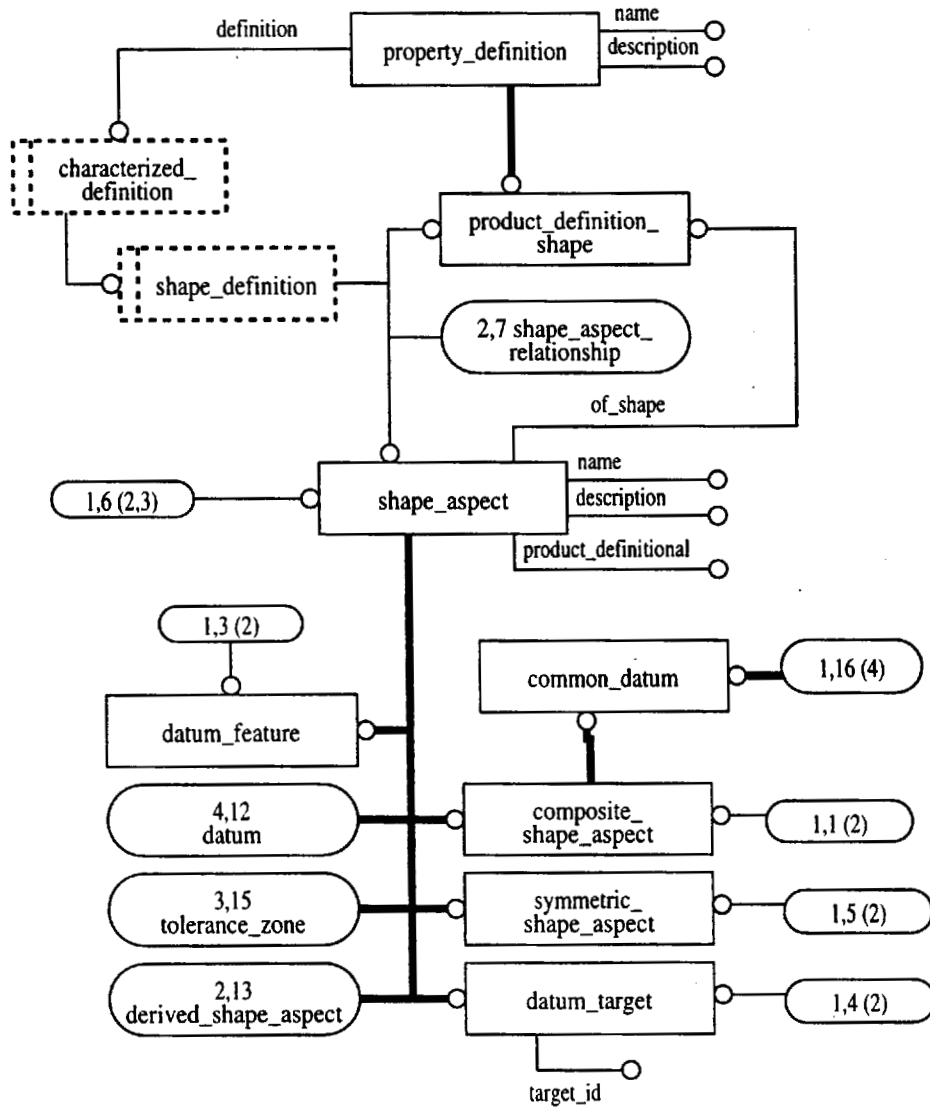 name
definition
property_definition
description
characterized_
definition
product_definition_
shape
shape_definition
2,7 shape_aspect_
relationship
of_shape
name
1,6 (2,3)
shape_aspect
description
product_definitional
1,3 (2)
common_datum
1,16 (4)
datum_feature
4,12
datum
composite_
shape_aspect
1,1 (2)
3,15
tolerance_zone
symmetric_
shape_aspect
1,5 (2)
2,13
derived_shape_aspect
datum_target
1,4 (2)
target_id